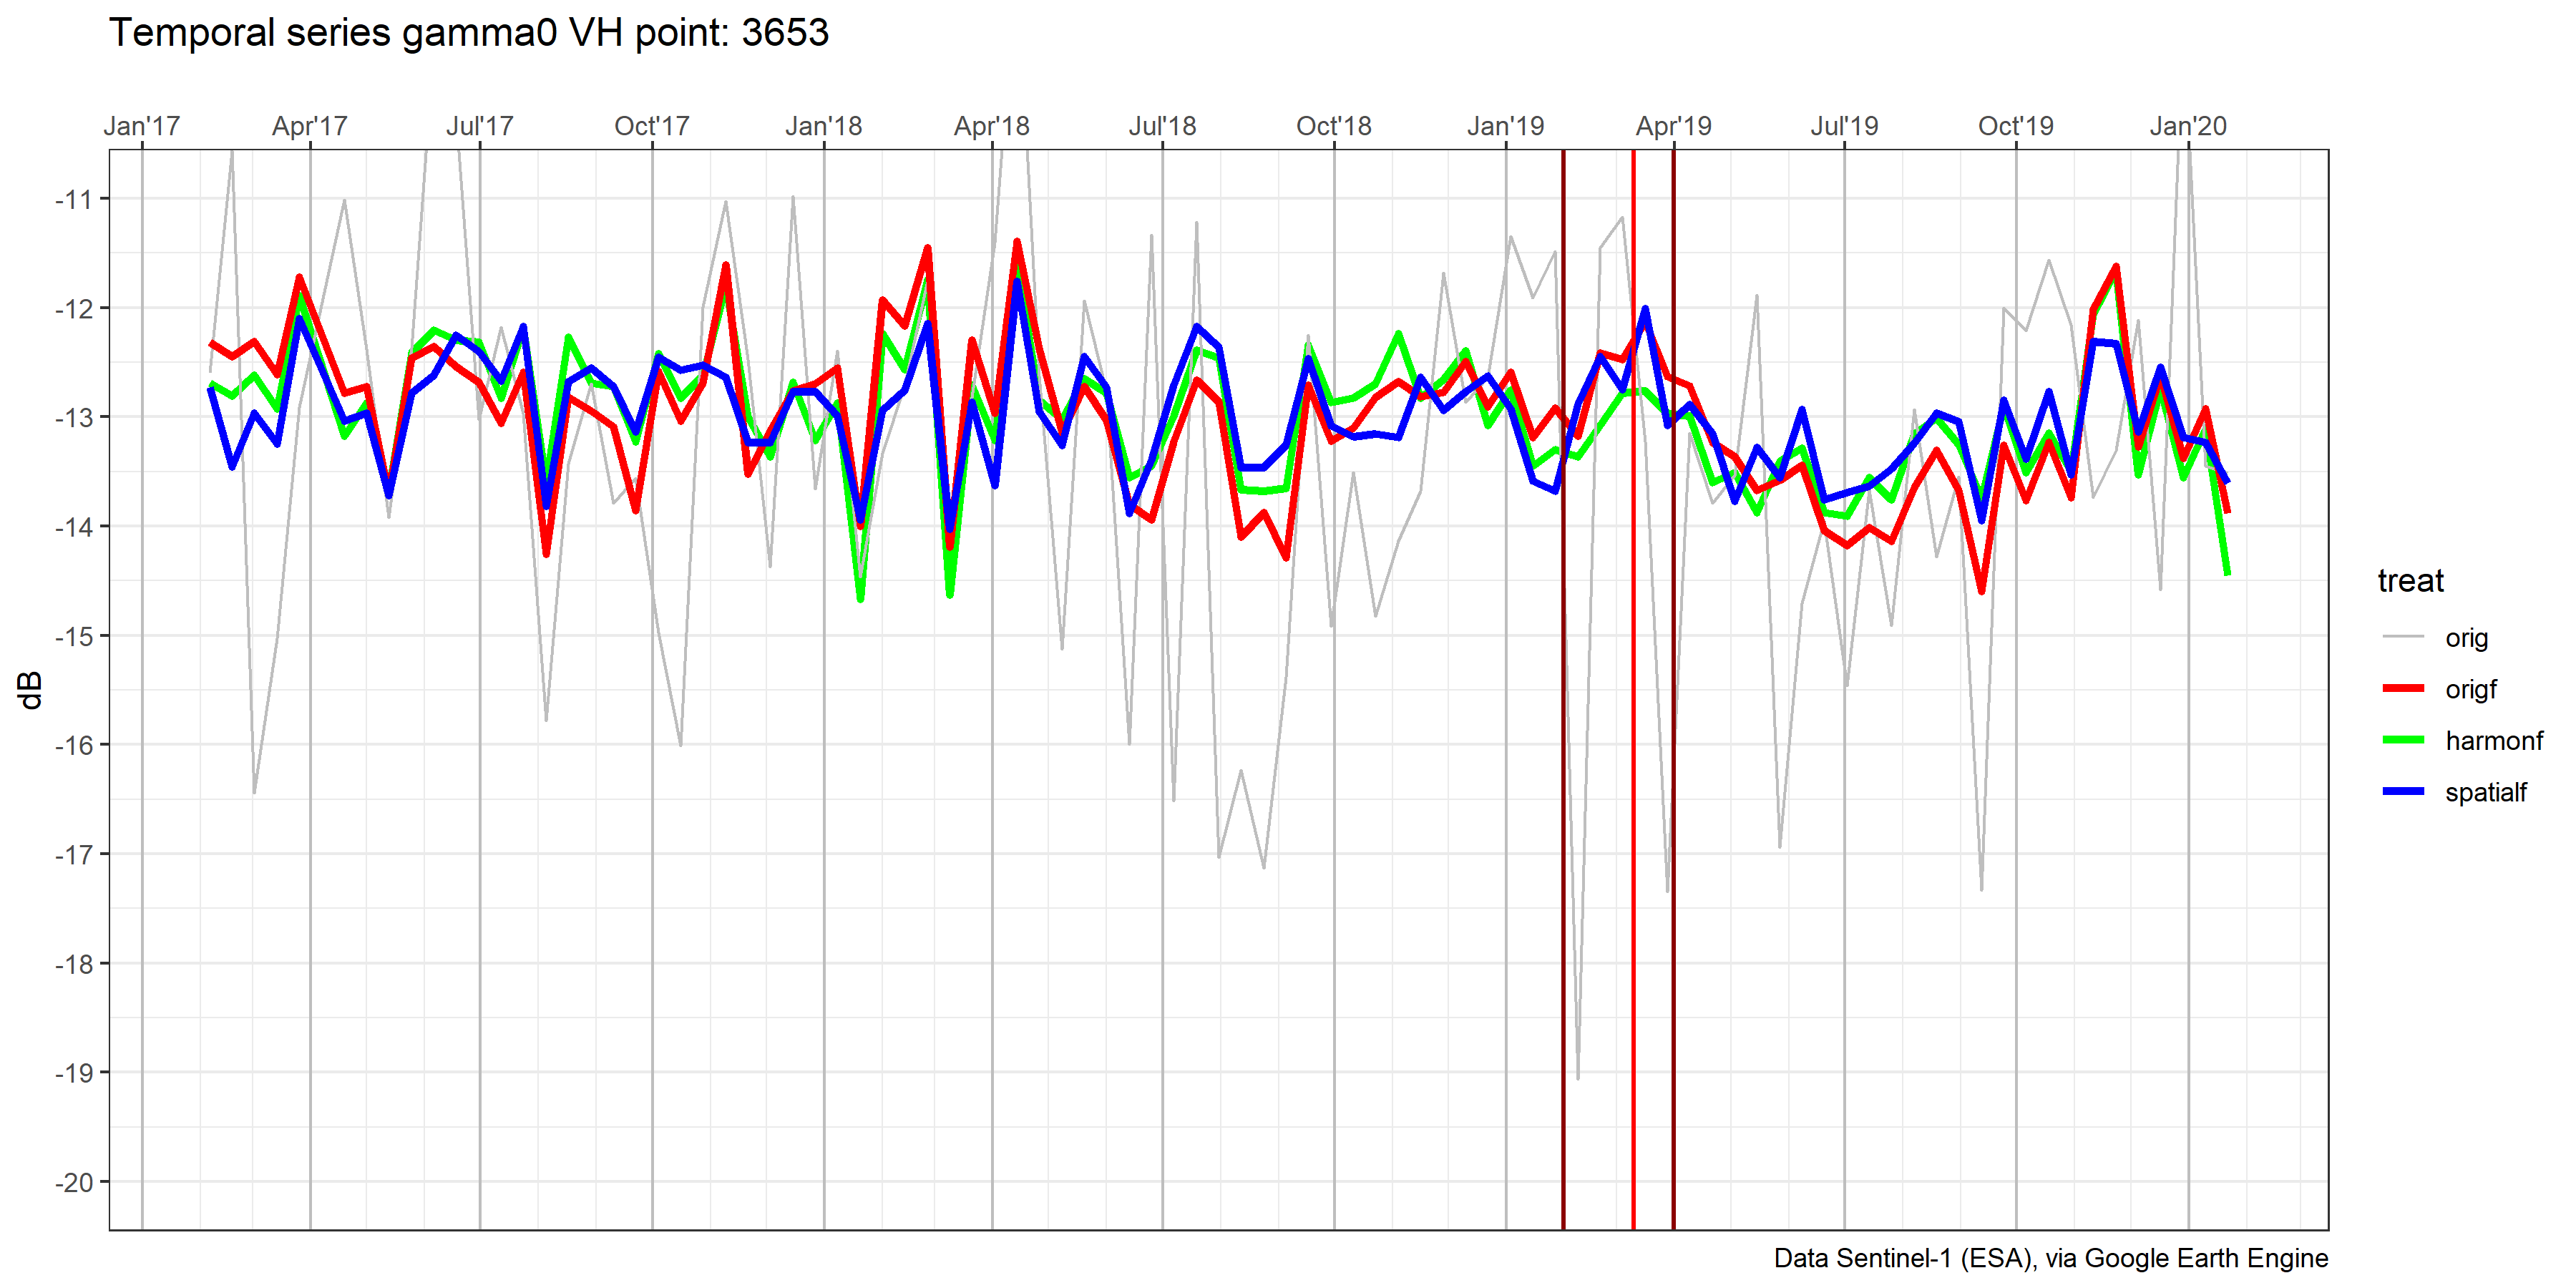 Temporal series gamma0 VH point: 3653
Jan'17 Apr'17 Jul'17 Oct'17 Jan'18 Apr'18 Jul'18 Oct'18 Jan'19 Apr'19 Jul'19 Oct'19 Jan'20
-11
-12
-13
-14
-15
-16
-17
-18
-19
-20
dB
treat
orig
origf
harmonf
spatialf
Data Sentinel-1 (ESA), via Google Earth Engine